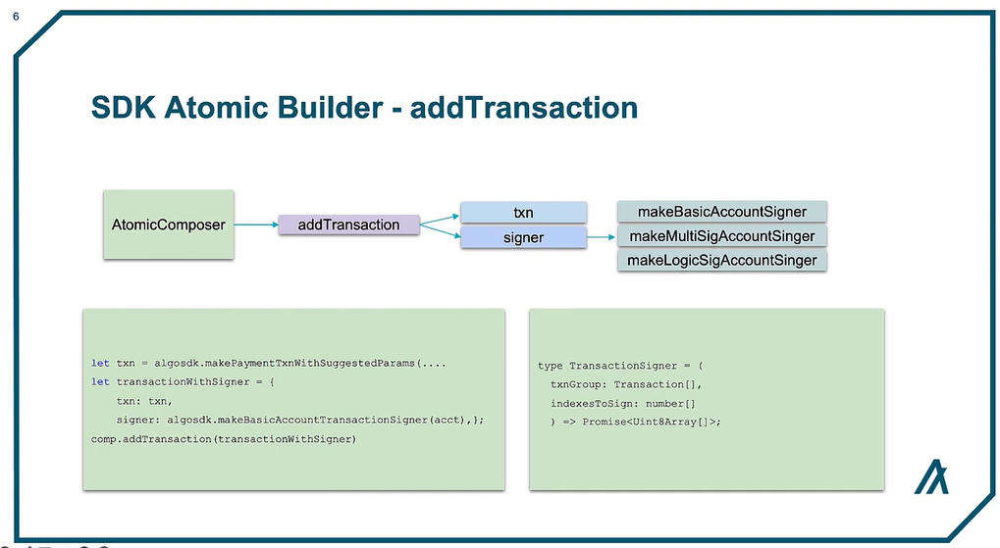 6
SDK Atomic Builder - addTransaction
AtomicComposer
addTransaction
txn
signer
makeBasicAccountSigner
makeMultiSigAccountSinger
makeLogicSigAccountSinger
let txn = algosdk.makePaymentTxnWithSuggestedParams(....
let transactionWithSigner = {
txn: txn,
signer: algosdk.makeBasicAccountTransactionSigner(acct),};
comp.addTransaction(transactionWithSigner)
type TransactionSigner = (
txnGroup: Transaction[],
indexesToSign: number[]
) => Promise<Uint8Array[]>;